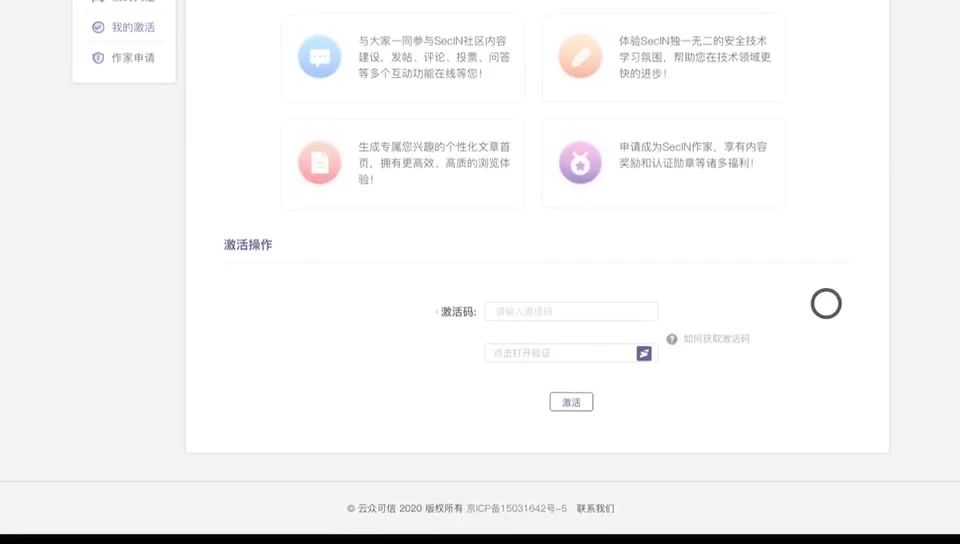 我的激活
作家申请
与大家一同参与SecIN社区内容
建设，发帖、评论、投票、问答
等多个互动功能在线等您！
体验SecIN独一无二的安全技术
学习氛围，帮助您在技术领域更
快的进步！
生成专属您兴趣的个性化文章首
页，拥有更高效、高质的浏览体
验！
申请成为SecIN作家，享有内容
奖励和认证勋章等诸多福利！
激活操作
激活码:
请输入邀请码
如何获取激活码
点击打开验证
激活
© 云众可信 2020 版权所有 京ICP备15031642号-5 联系我们